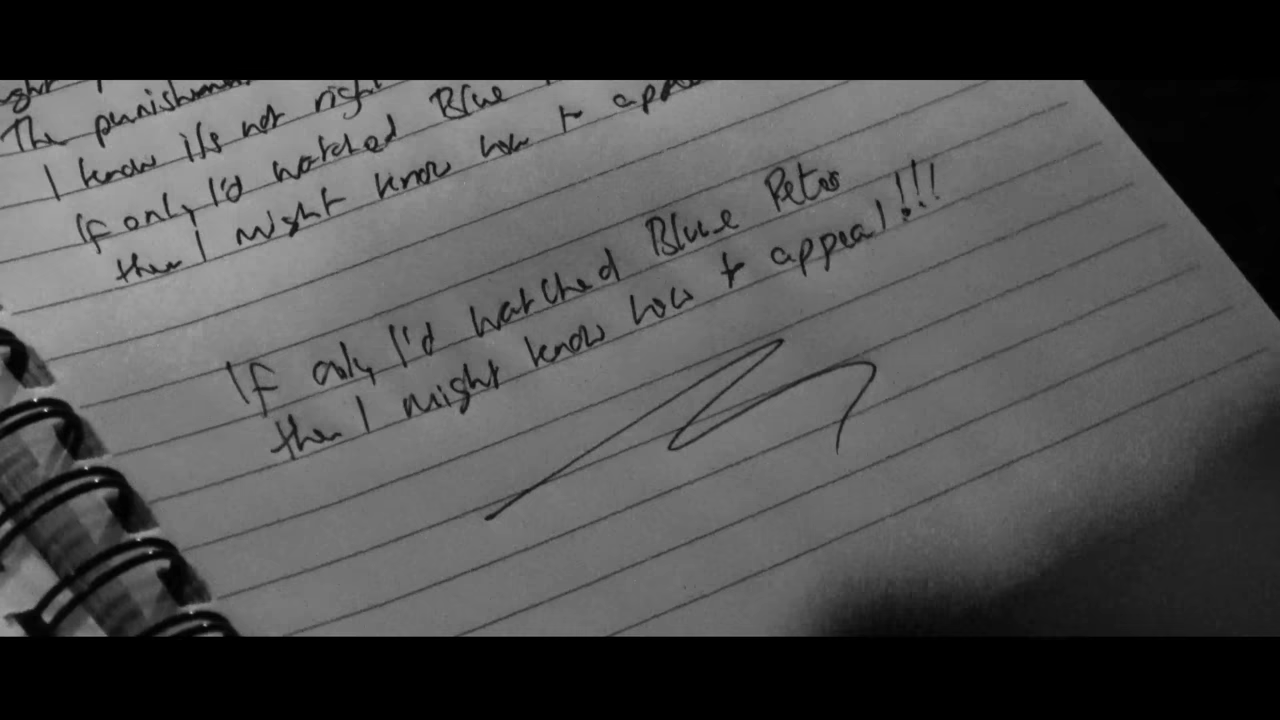 The punishment
I know it's not right
If only I'd watched Blue
then I might know how to
If only I'd watched Blue Peter
then I might know how to appeal!!!